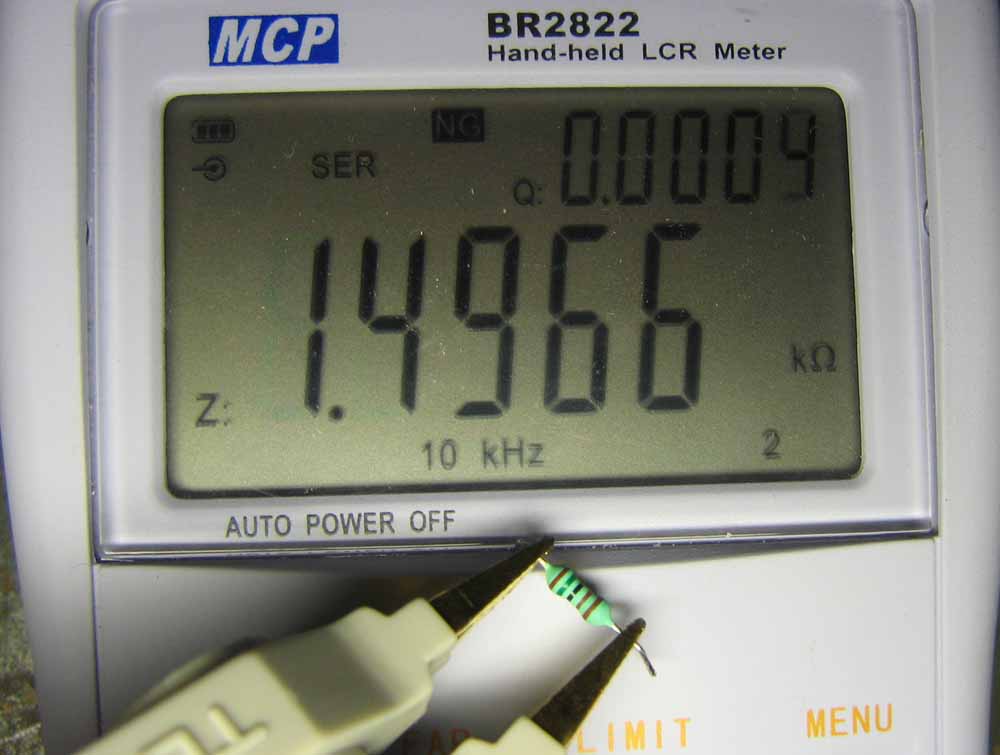 MCP
BR2822
Hand-held LCR Meter
NG
SER
Q: 0.0004
1.4966
kΩ
Z:
10 kHz
2
AUTO POWER OFF
LIMIT
MENU